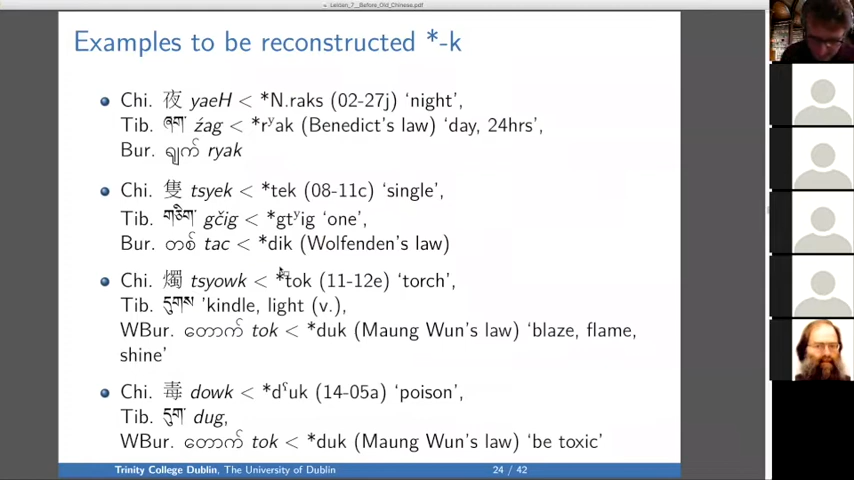 Leiden_7__Before_Old_Chinese.pdf
Examples to be reconstructed *-k
Chi. 夜 yaeH < *N.raks (02-27j) ‘night’,
Tib. ཞག་ źag < *rʸak (Benedict’s law) ‘day, 24hrs’,
Bur. ရျက် ryak
Chi. 隻 tsyek < *tek (08-11c) ‘single’,
Tib. གཅིག་ gčig < *gtʸig ‘one’,
Bur. တစ် tac < *dik (Wolfenden’s law)
Chi. 燭 tsyowk < *tok (11-12e) ‘torch’,
Tib. དུགས་ ’kindle, light (v.),
WBur. တောက် tok < *duk (Maung Wun’s law) ‘blaze, flame,
shine’
Chi. 毒 dowk < *dˤuk (14-05a) ‘poison’,
Tib. དུག་ dug,
WBur. တောက် tok < *duk (Maung Wun’s law) ‘be toxic’
Trinity College Dublin, The University of Dublin
24 / 42